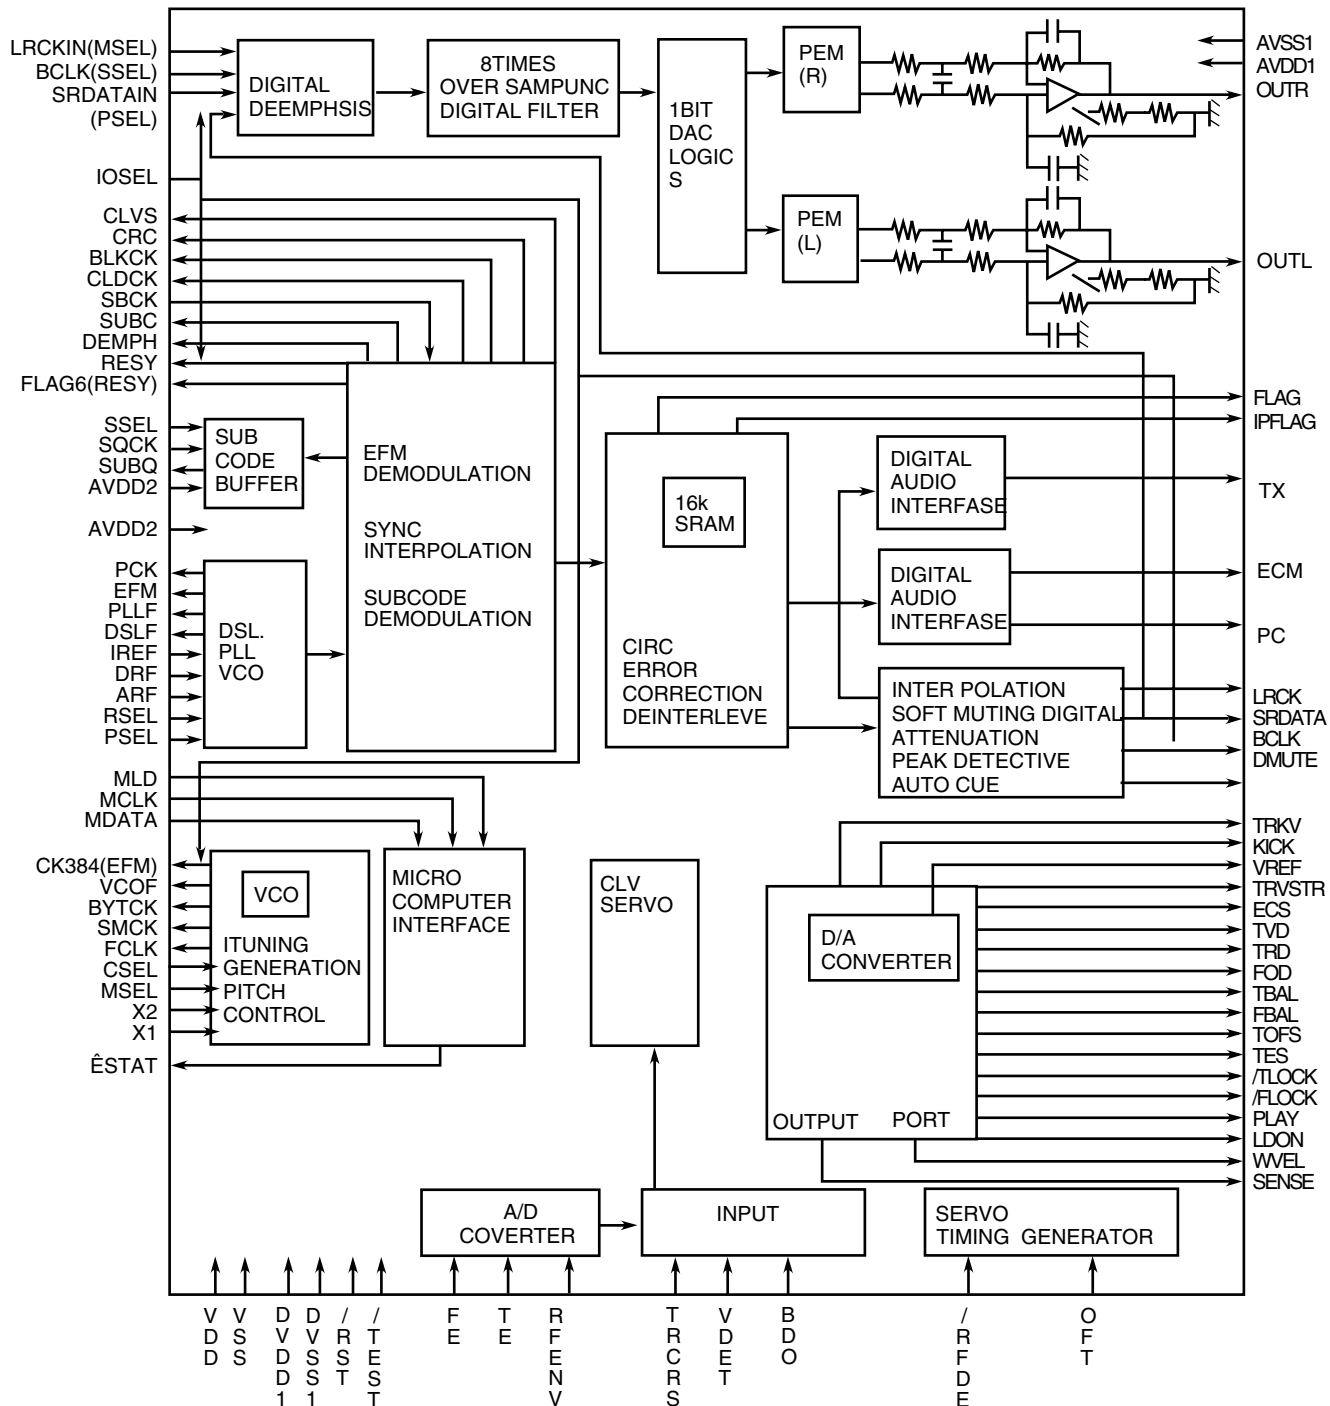 LRCKIN(MSEL)
BCLK(SSEL)
SRDATAIN
(PSEL)
IOSEL
CLVS
CRC
BLKCK
CLDCK
SBCK
SUBC
DEMPH
RESY
FLAG6(RESY)
SSEL
SQCK
SUBQ
AVDD2
AVDD2
PCK
EFM
PLLF
DSLF
IREF
DRF
ARF
RSEL
PSEL
MLD
MCLK
MDATA
CK384(EFM)
VCOF
BYTCK
SMCK
FCLK
CSEL
MSEL
X2
X1
ÊSTAT
DIGITAL
DEEMPHSIS
8TIMES
OVER SAMPUNC
DIGITAL FILTER
1BIT
DAC
LOGIC
S
PEM
(R)
PEM
(L)
SUB
CODE
BUFFER
EFM
DEMODULATION
SYNC
INTERPOLATION
SUBCODE
DEMODULATION
DSL.
PLL
VCO
16k
SRAM
CIRC
ERROR
CORRECTION
DEINTERLEVE
DIGITAL
AUDIO
INTERFASE
DIGITAL
AUDIO
INTERFASE
INTER POLATION
SOFT MUTING DIGITAL
ATTENUATION
PEAK DETECTIVE
AUTO CUE
VCO
ITUNING
GENERATION
PITCH
CONTROL
MICRO
COMPUTER
INTERFACE
CLV
SERVO
D/A
CONVERTER
OUTPUT PORT
A/D
COVERTER
INPUT
SERVO
TIMING GENERATOR
AVSS1
AVDD1
OUTR
OUTL
FLAG
IPFLAG
TX
ECM
PC
LRCK
SRDATA
BCLK
DMUTE
TRKV
KICK
VREF
TRVSTR
ECS
TVD
TRD
FOD
TBAL
FBAL
TOFS
TES
/TLOCK
/FLOCK
PLAY
LDON
WVEL
SENSE
VDD
VSS
DVDD1
DVSS1
/RST
/TEST
FE
TE
RFENV
TRCRS
VDET
BDO
/RFDE
OFT